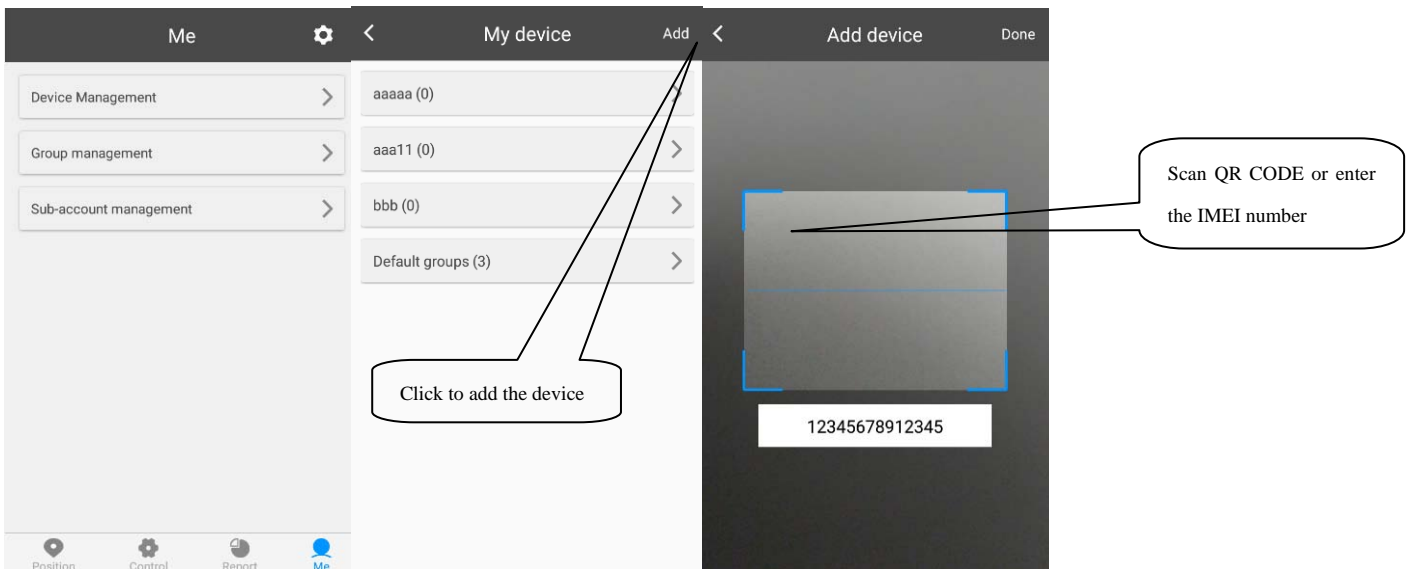 Me
Device Management
Group management
Sub-account management
Position
Control
Report
Me
My device
Add
aaaaa (0)
aaa11 (0)
bbb (0)
Default groups (3)
Click to add the device
Add device
Done
12345678912345
Scan QR CODE or enter
the IMEI number